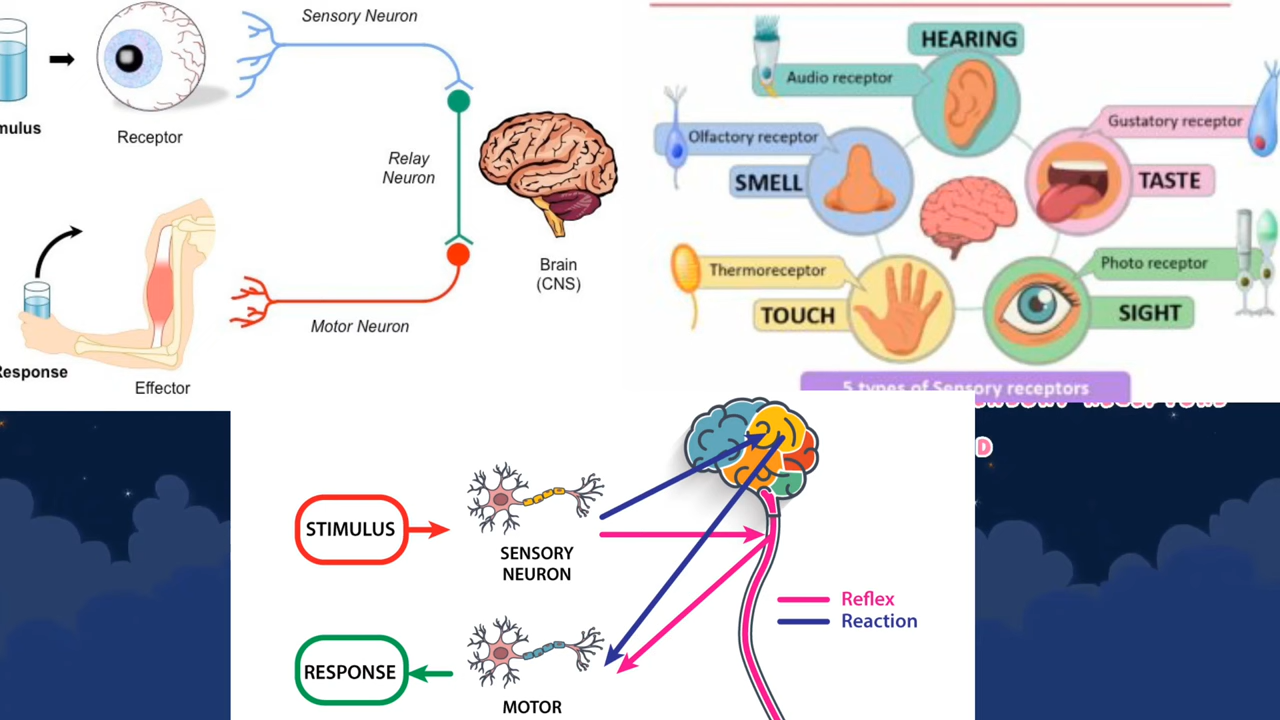 Sensory Neuron
mulus
Receptor
Relay
Neuron
Brain
(CNS)
Motor Neuron
Response
Effector
HEARING
Audio receptor
Gustatory receptor
Olfactory receptor
SMELL
TASTE
Thermoreceptor
Photo receptor
TOUCH
SIGHT
5 types of Sensory receptors
D
STIMULUS
SENSORY
NEURON
Reflex
Reaction
RESPONSE
MOTOR